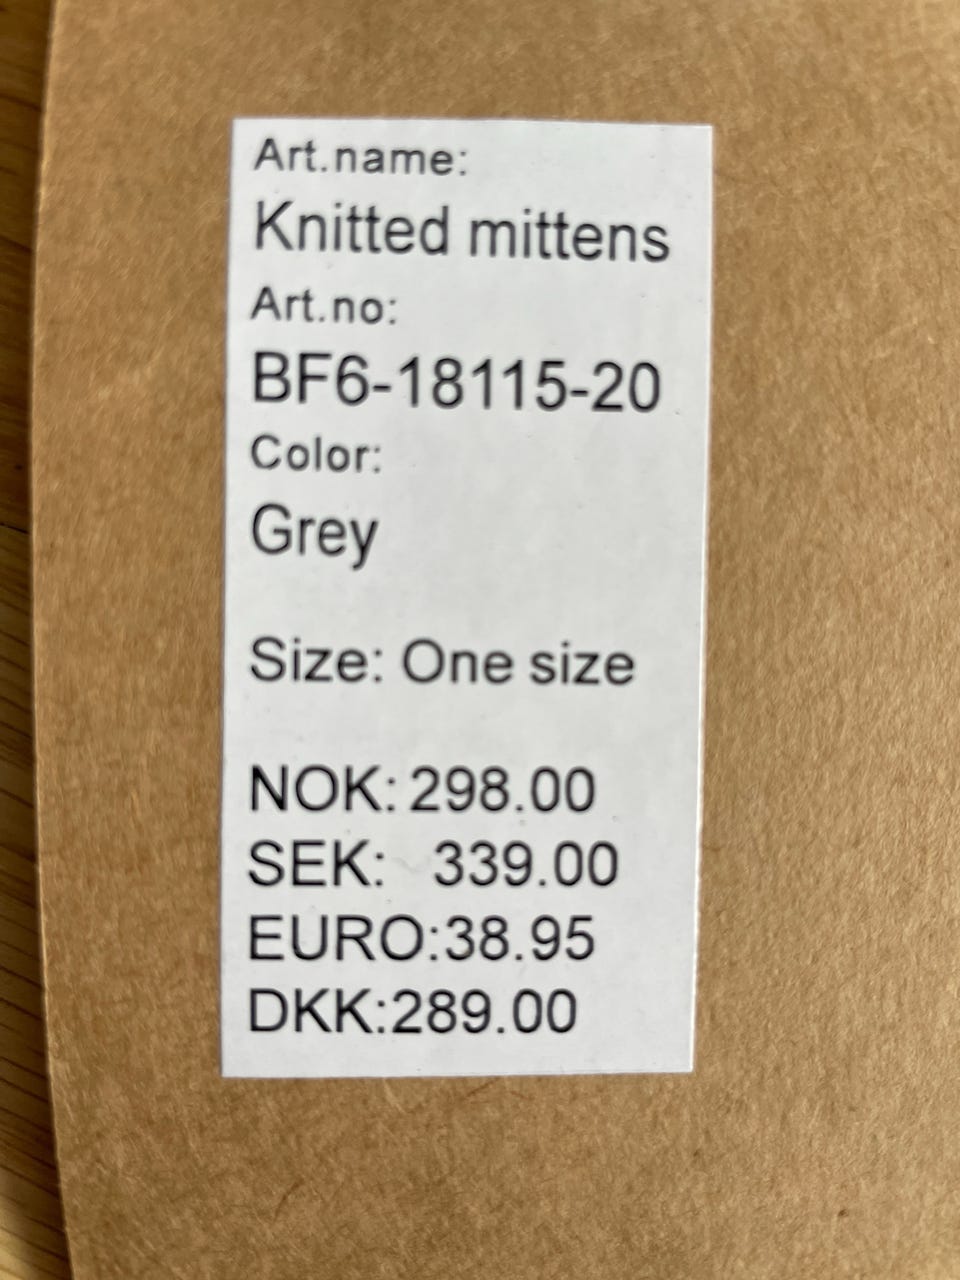 Art.name:
Knitted mittens
Art.no:
BF6-18115-20
Color:
Grey
Size: One size
NOK: 298.00
SEK: 339.00
EURO:38.95
DKK:289.00